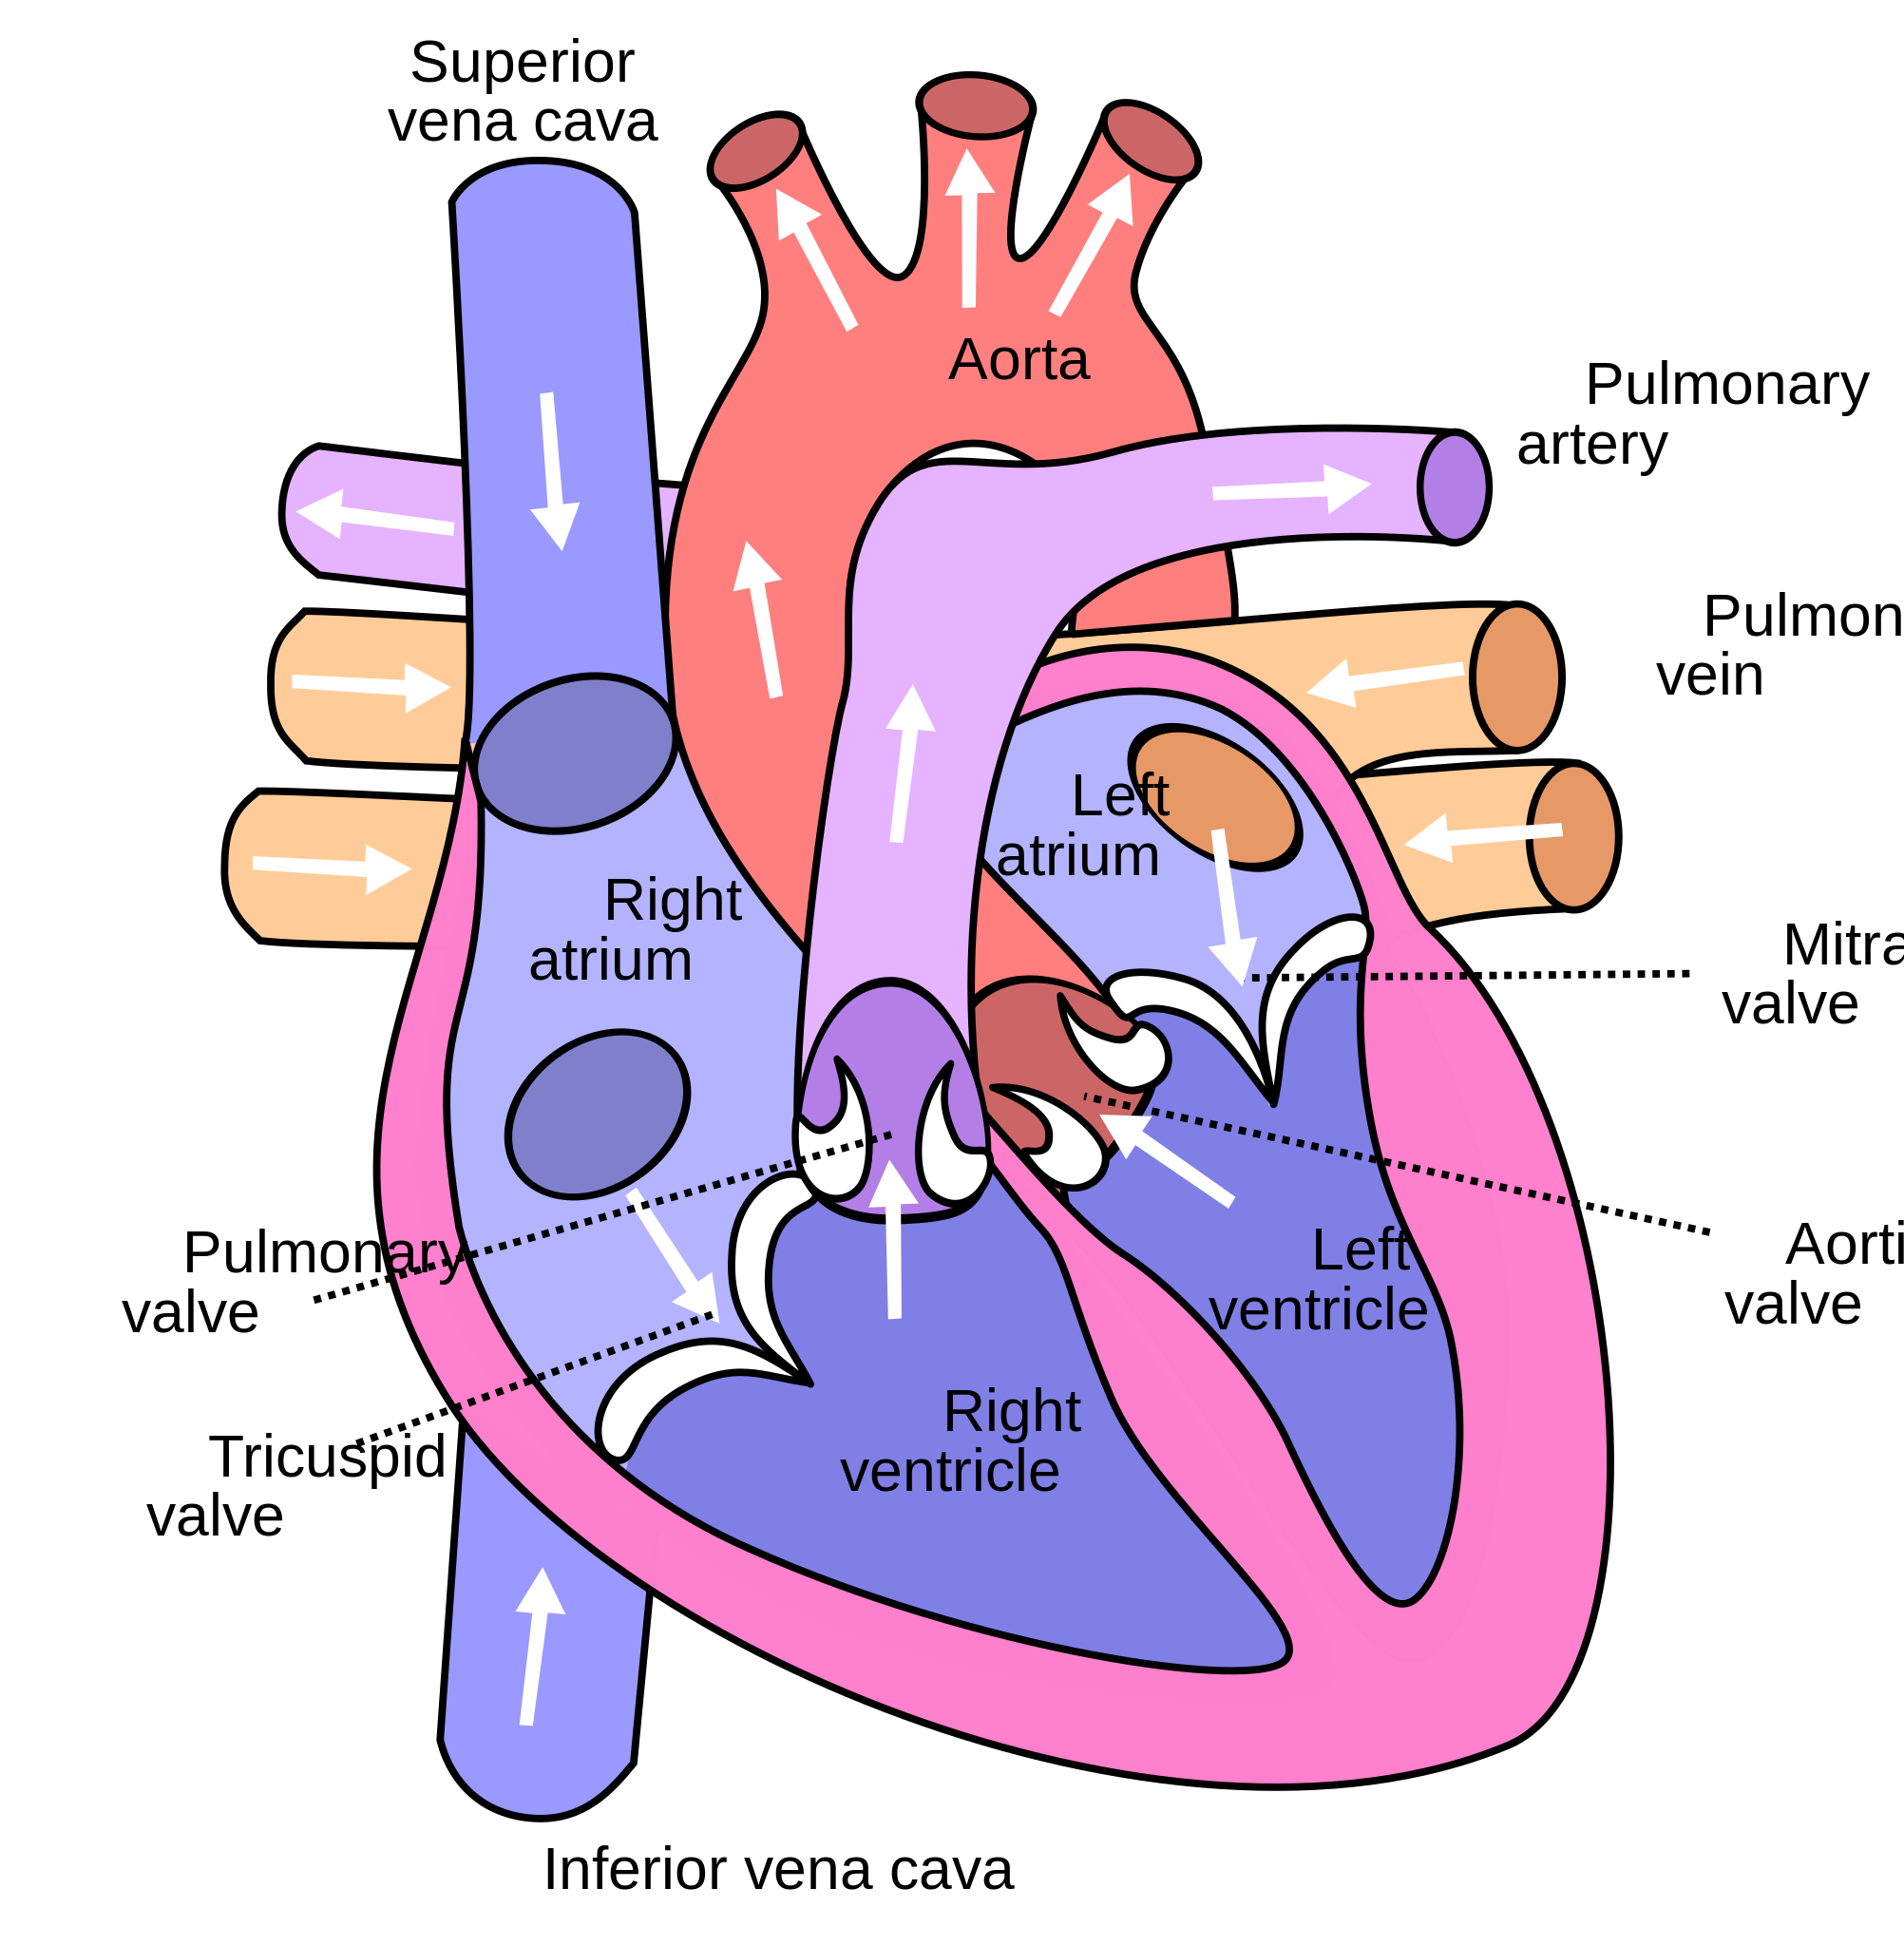 Superior
vena cava
Aorta
Pulmonary
artery
Pulmon
vein
Left
atrium
Right
atrium
Mitra
valve
Pulmonary
valve
Left
ventricle
Aorti
valve
Right
ventricle
Tricuspid
valve
Inferior vena cava